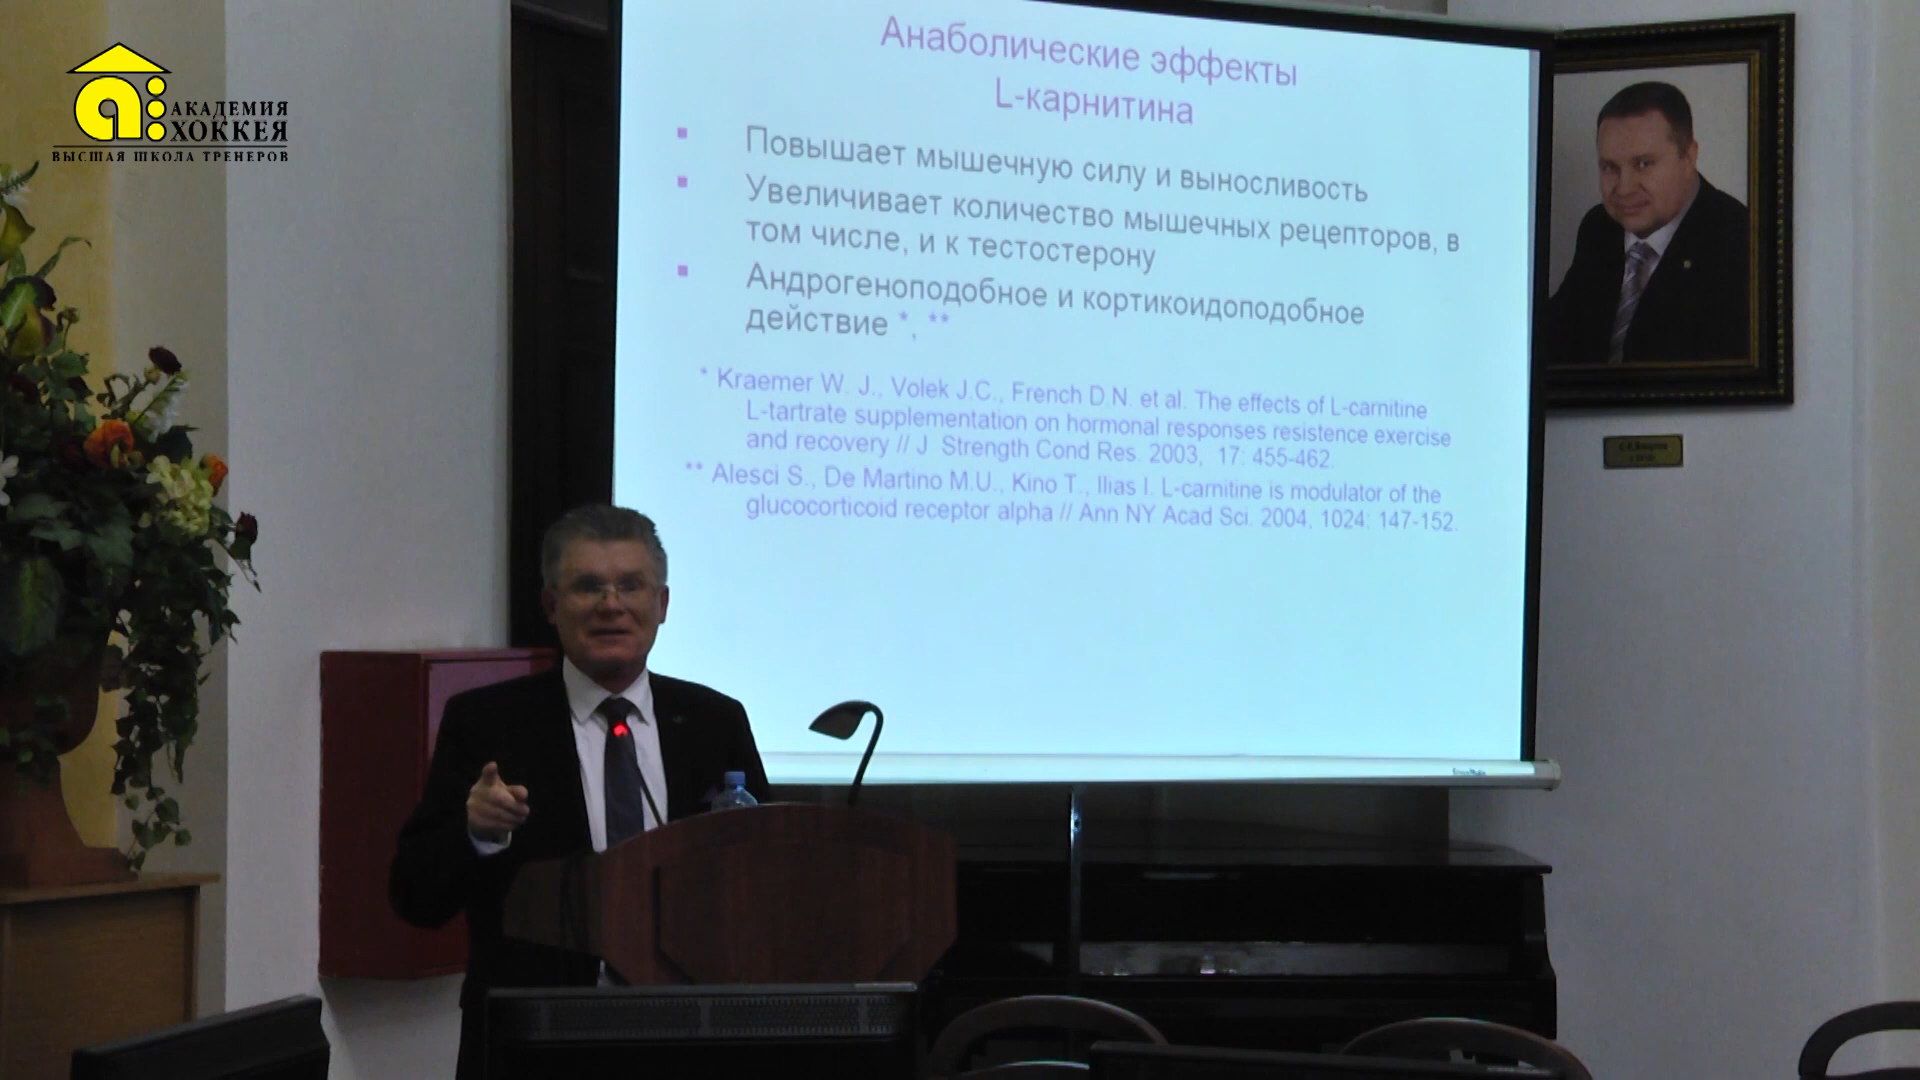 АКАДЕМИЯ
ХОККЕЯ
ВЫСШАЯ ШКОЛА ТРЕНЕРОВ
Анаболические эффекты
L-карнитина
Повышает мышечную силу и выносливость
Увеличивает количество мышечных рецепторов, в
том числе, и к тестостерону
Андрогеноподобное и кортикоидоподобное
действие *, **
* Kraemer W. J., Volek J.C., French D.N. et al. The effects of L-carnitine
L-tartrate supplementation on hormonal responses resistence exercise
and recovery // J Strength Cond Res. 2003, 17: 455-462.
** Alesci S., De Martino M.U., Kino T., Ilias I. L-carnitine is modulator of the
glucocorticoid receptor alpha // Ann NY Acad Sci. 2004, 1024: 147-152.